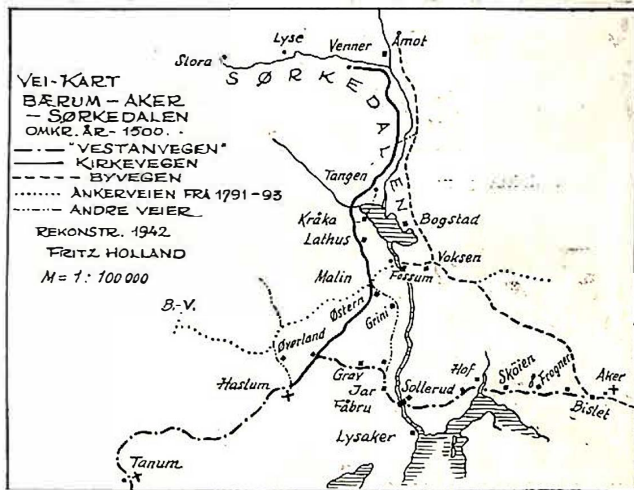 VEI-KART
BÆRUM - AKER
- SØRKEDALEN
OMKR. ÅR - 1500.
"VESTANVEGEN"
KIRKEVEGEN
BYVEGEN
ANKERVEIEN FRÅ 1791-93
ANDRE VEIER
REKONSTR. 1942
FRITZ HOLLAND
M = 1 : 100 000
Slora
Lyse
Venner
Åmot
SØRKEDALEN
Tangen
Kråka
Bogstad
Lathus
Voksen
Fossum
Malin
Østern
Grini
B.-V.
Øverland
Haslum
Grav
Jar
Fåbru
Sollerud
Hof
Skøien
Frogner
Bislet
Aker
Lysaker
Tanum